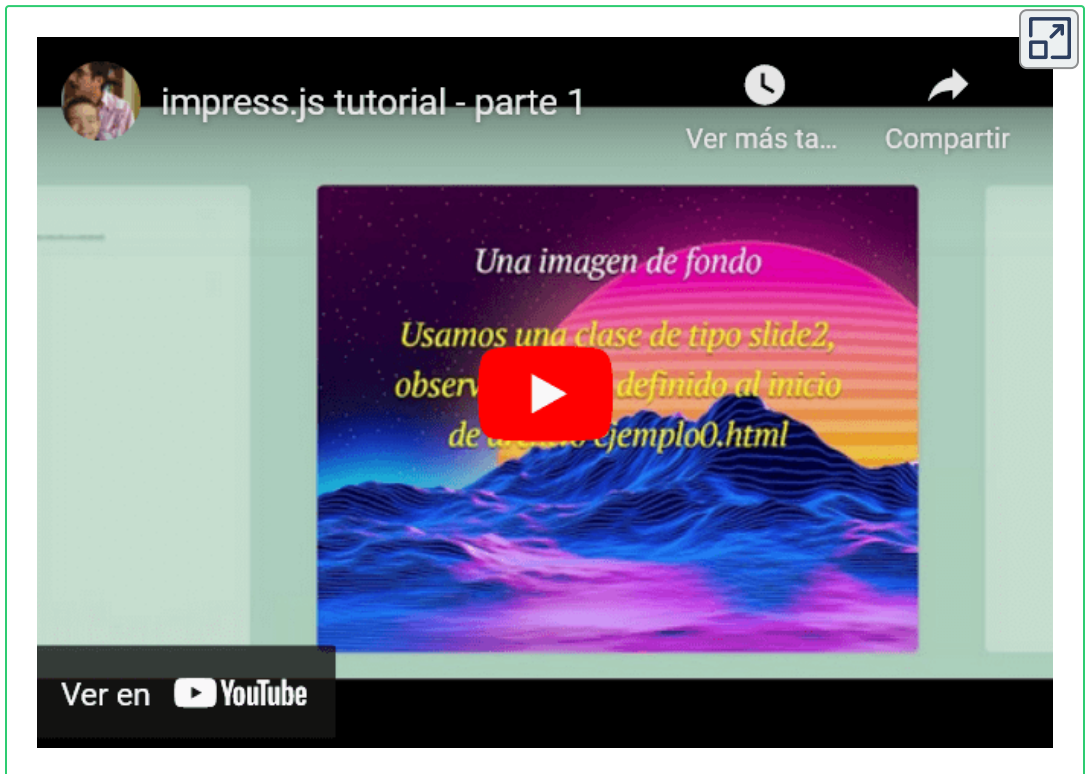 impress.js tutorial - parte 1
Ver más ta...
Compartir
Una imagen de fondo
Usamos una clase de tipo slide2,
definido al inicio
de ejemplo0.html
Ver en YouTube